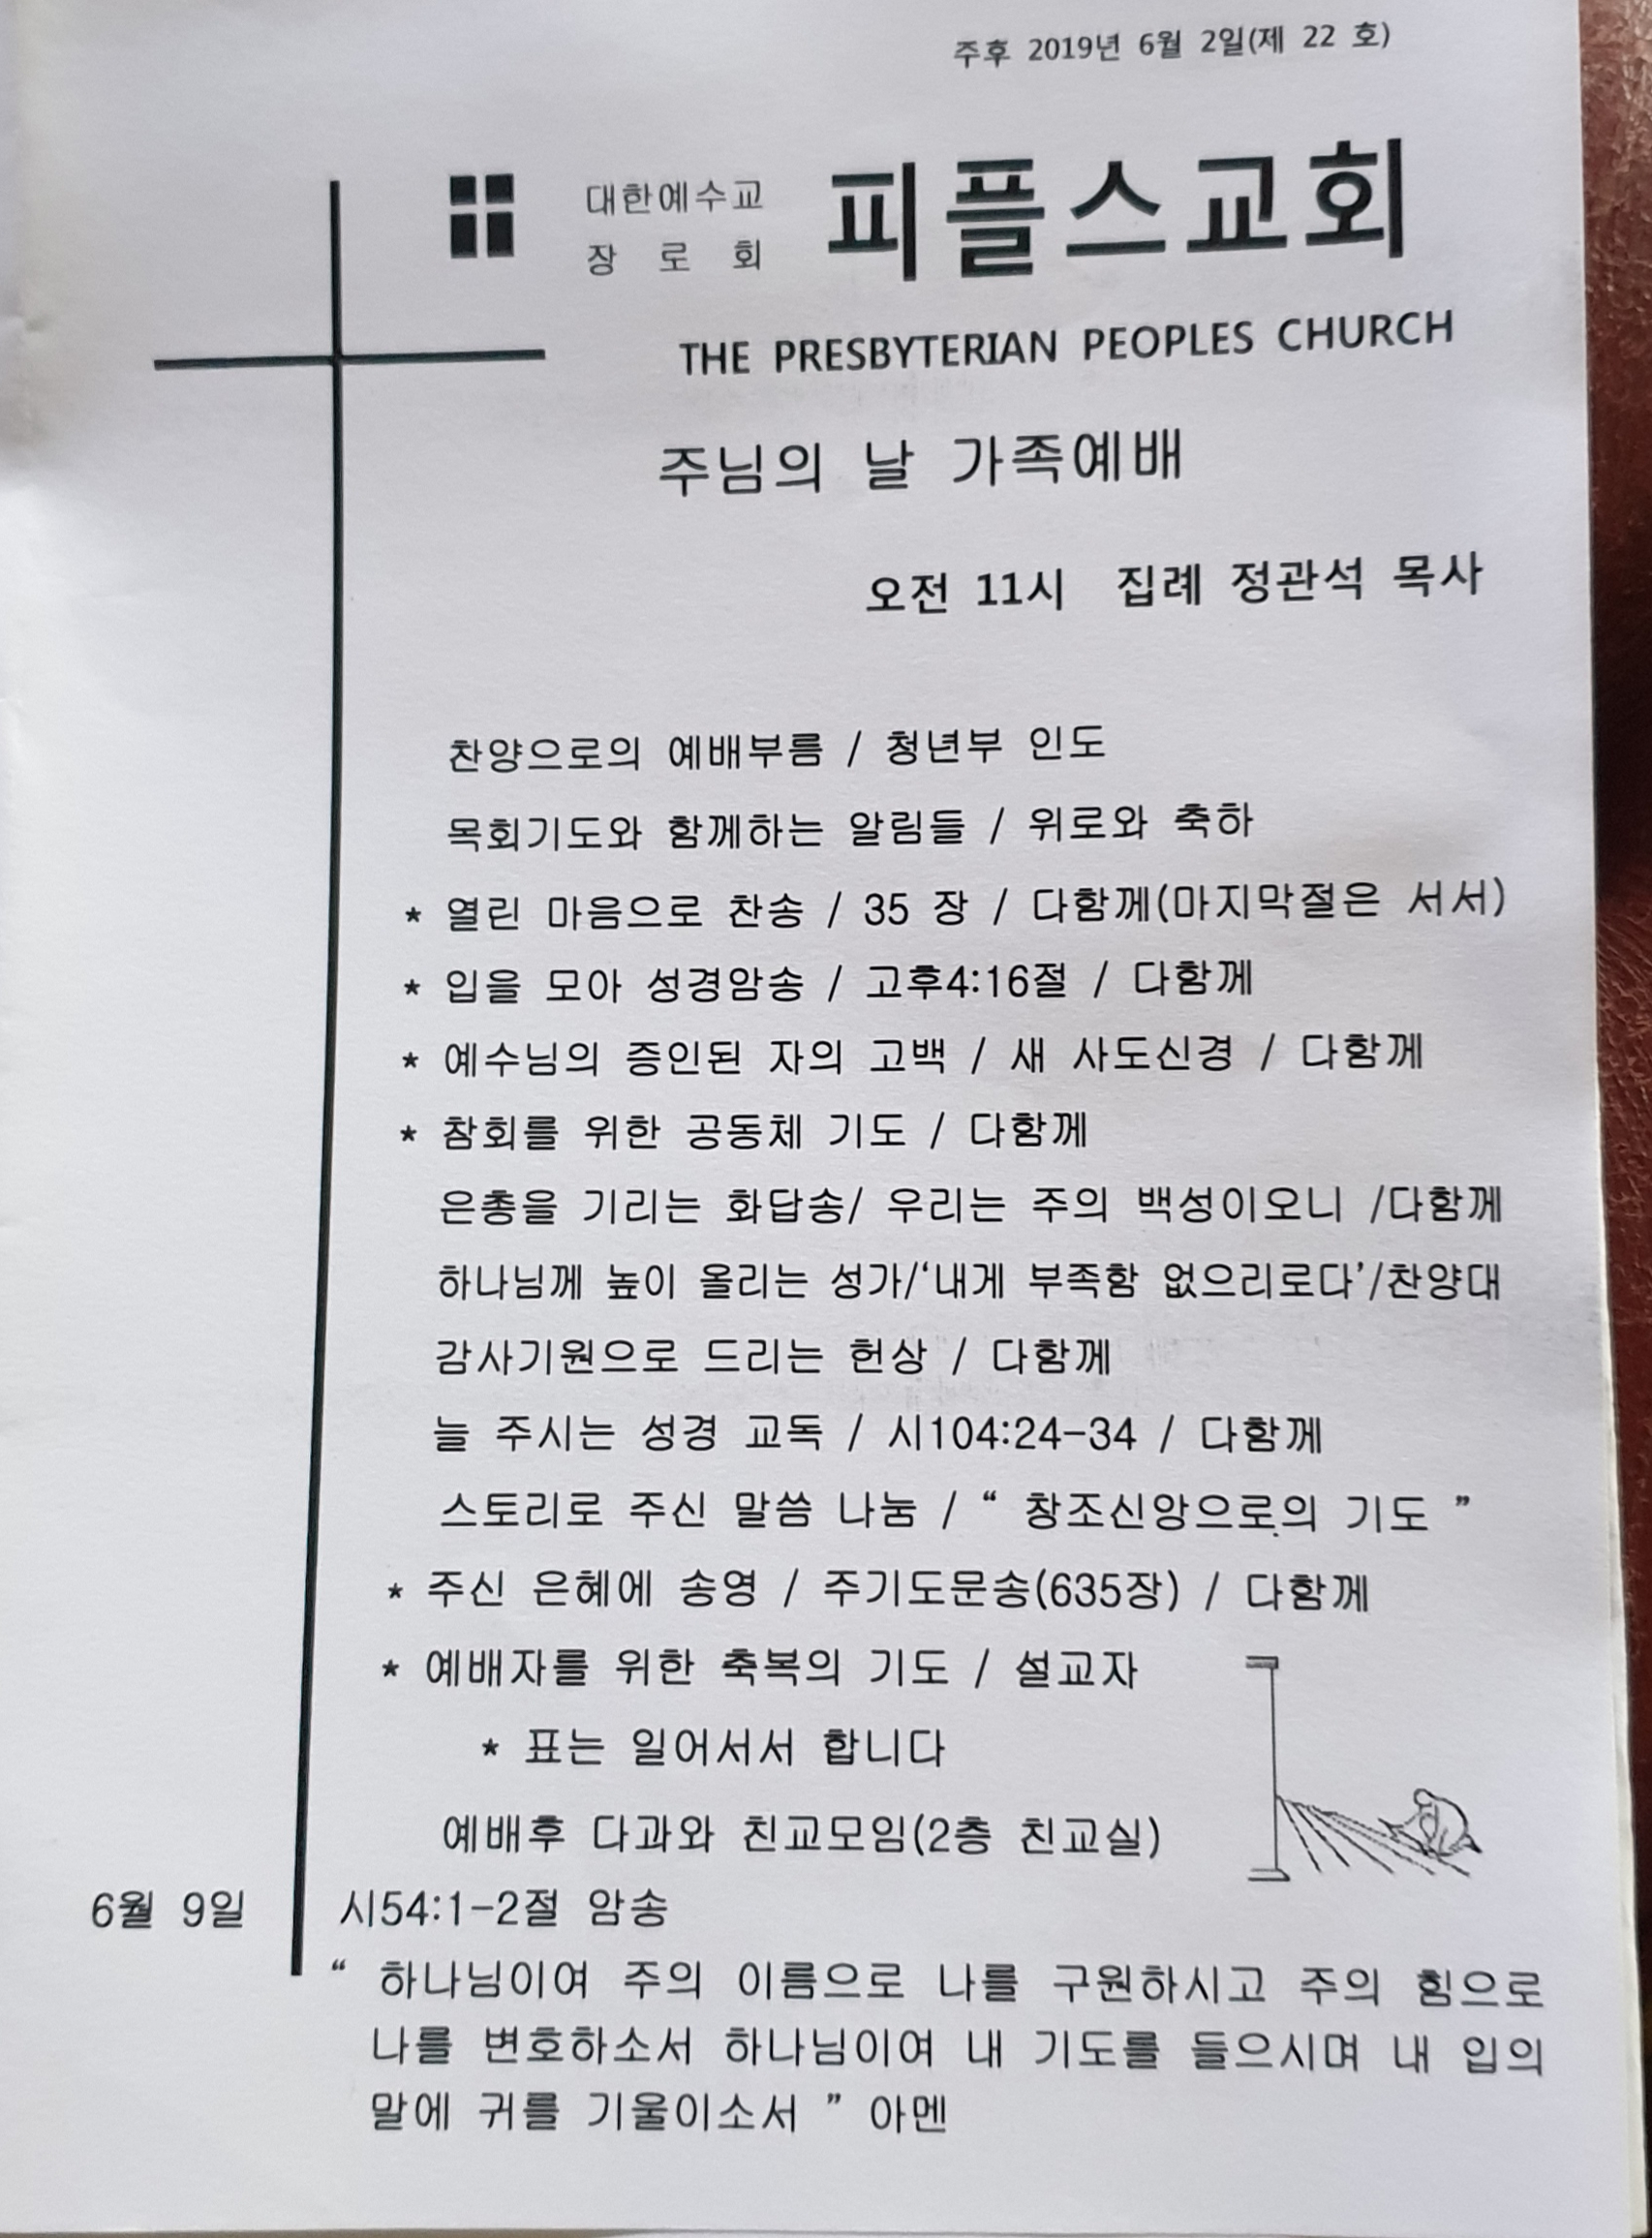 주후 2019년 6월 2일(제 22 호)
대한예수교
장 로 회
피플스교회
THE PRESBYTERIAN PEOPLES CHURCH
주님의 날 가족예배
오전 11시 집례 정관석 목사
찬양으로의 예배부름 / 청년부 인도
목회기도와 함께하는 알림들 / 위로와 축하
* 열린 마음으로 찬송 / 35 장 / 다함께(마지막절은 서서)
* 입을 모아 성경암송 / 고후4:16절 / 다함께
* 예수님의 증인된 자의 고백 / 새 사도신경 / 다함께
* 참회를 위한 공동체 기도 / 다함께
은총을 기리는 화답송/ 우리는 주의 백성이오니 /다함께
하나님께 높이 올리는 성가/‘내게 부족함 없으리로다’/찬양대
감사기원으로 드리는 헌상 / 다함께
늘 주시는 성경 교독 / 시104:24-34 / 다함께
스토리로 주신 말씀 나눔 / “ 창조신앙으로의 기도 ”
* 주신 은혜에 송영 / 주기도문송(635장) / 다함께
* 예배자를 위한 축복의 기도 / 설교자
* 표는 일어서서 합니다
예배후 다과와 친교모임(2층 친교실)
6월 9일 시54:1-2절 암송
“ 하나님이여 주의 이름으로 나를 구원하시고 주의 힘으로
나를 변호하소서 하나님이여 내 기도를 들으시며 내 입의
말에 귀를 기울이소서 ” 아멘